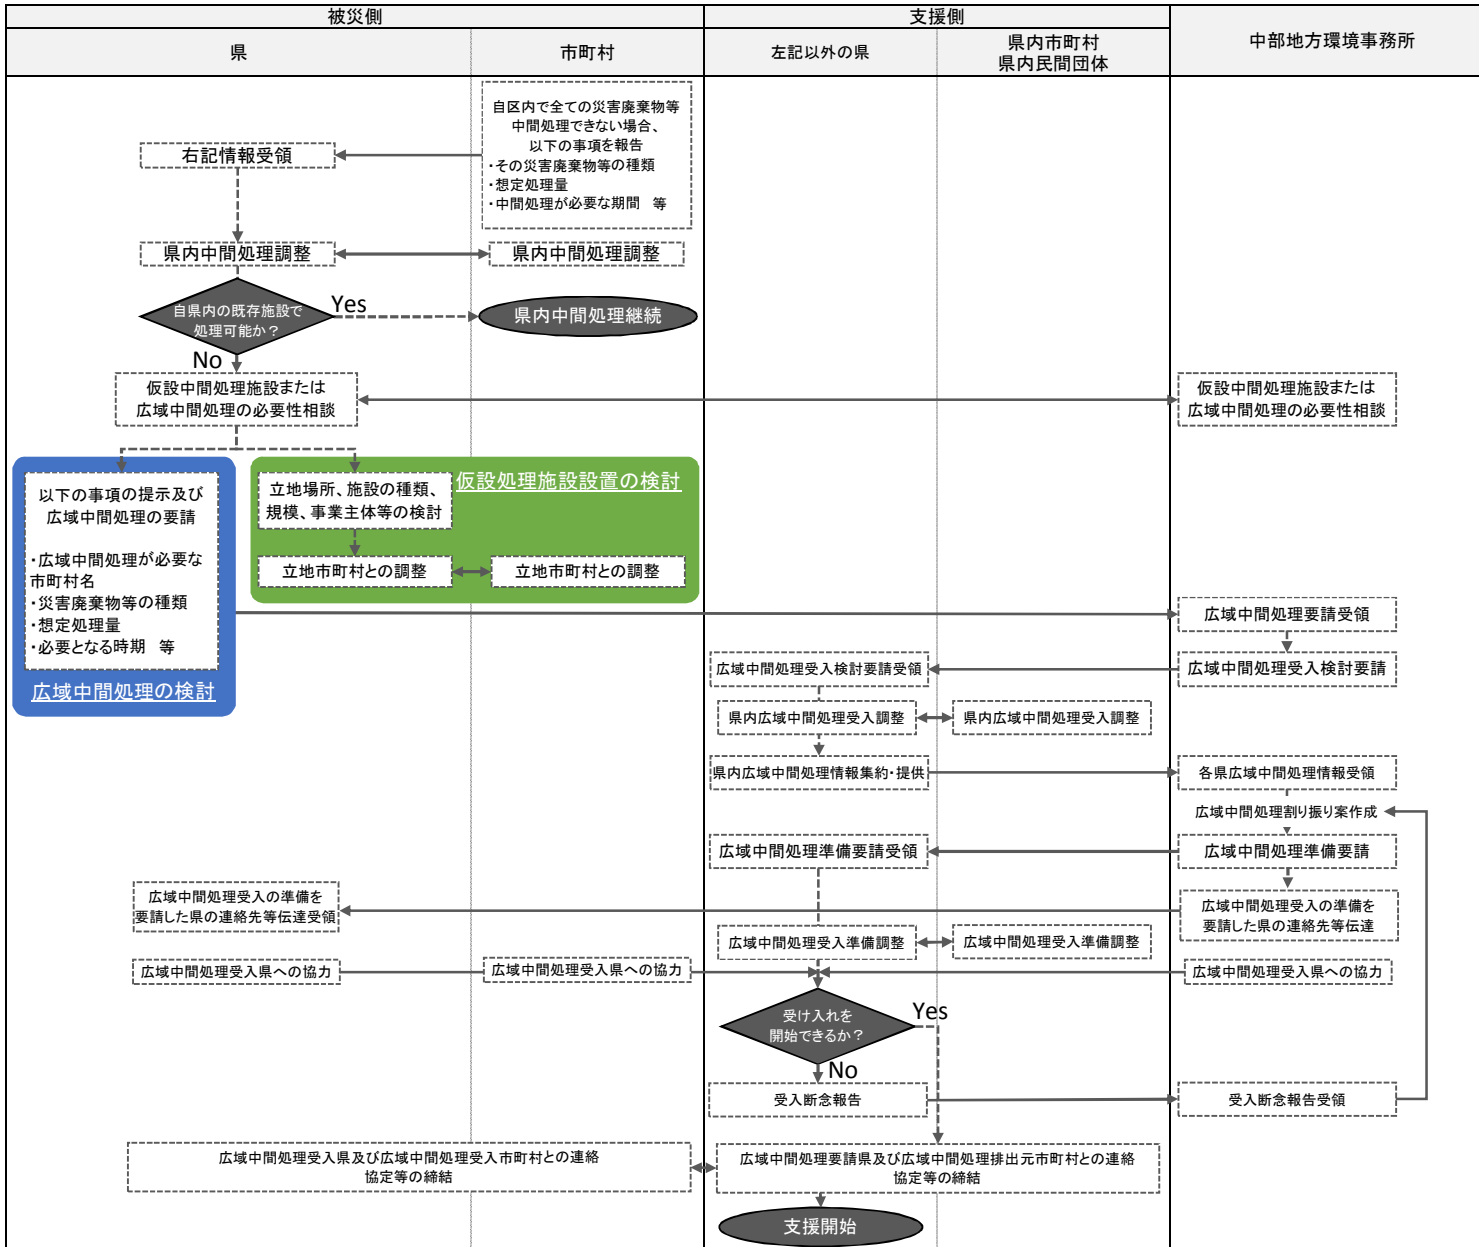 被災側
支援側
中部地方環境事務所
県
市町村
左記以外の県
県内市町村
県内民間団体
自区内で全ての災害廃棄物等
中間処理できない場合、
以下の事項を報告
・その災害廃棄物等の種類
・想定処理量
・中間処理が必要な期間 等
右記情報受領
県内中間処理調整
県内中間処理調整
自県内の既存施設で
処理可能か？
Yes
県内中間処理継続
No
仮設中間処理施設または
広域中間処理の必要性相談
仮設中間処理施設または
広域中間処理の必要性相談
以下の事項の提示及び
広域中間処理の要請
・広域中間処理が必要な
市町村名
・災害廃棄物等の種類
・想定処理量
・必要となる時期 等
広域中間処理の検討
仮設処理施設設置の検討
立地場所、施設の種類、
規模、事業主体等の検討
立地市町村との調整
立地市町村との調整
広域中間処理要請受領
広域中間処理受入検討要請受領
広域中間処理受入検討要請
県内広域中間処理受入調整
県内広域中間処理受入調整
県内広域中間処理情報集約・提供
各県広域中間処理情報受領
広域中間処理割り振り案作成
広域中間処理準備要請受領
広域中間処理準備要請
広域中間処理受入の準備を
要請した県の連絡先等伝達受領
広域中間処理受入の準備を
要請した県の連絡先等伝達
広域中間処理受入準備調整
広域中間処理受入準備調整
広域中間処理受入県への協力
広域中間処理受入県への協力
広域中間処理受入県への協力
受け入れを
開始できるか？
Yes
No
受入断念報告
受入断念報告受領
広域中間処理受入県及び広域中間処理受入市町村との連絡
協定等の締結
広域中間処理要請県及び広域中間処理排出元市町村との連絡
協定等の締結
支援開始